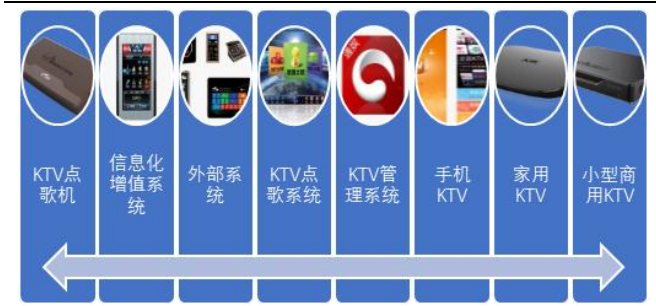 KTV点
歌机
信息化
增值系
统
外部系
统
KTV点
歌系统
KTV管
理系统
手机
KTV
家用
KTV
小型商
用KTV